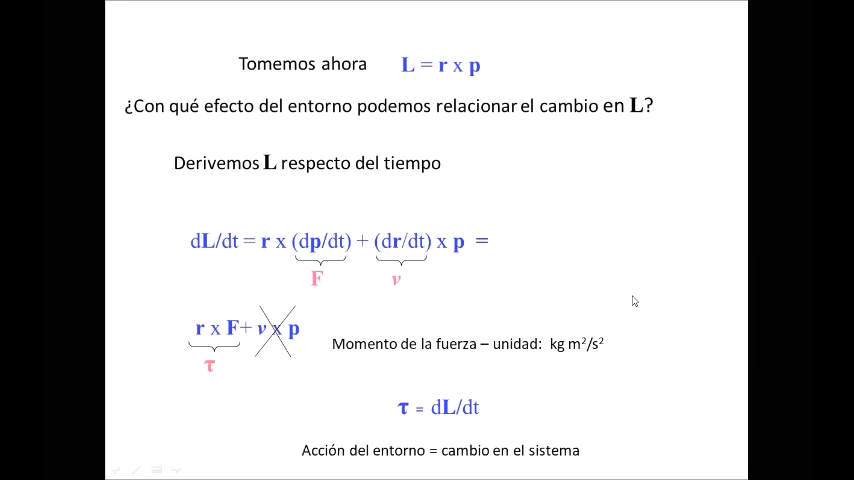 Tomemos ahora L = r x p
¿Con qué efecto del entorno podemos relacionar el cambio en L?
Derivemos L respecto del tiempo
dL/dt = r x (dp/dt) + (dr/dt) x p =
F v
r x F+ v x p
τ
Momento de la fuerza – unidad: kg m²/s²
τ = dL/dt
Acción del entorno = cambio en el sistema